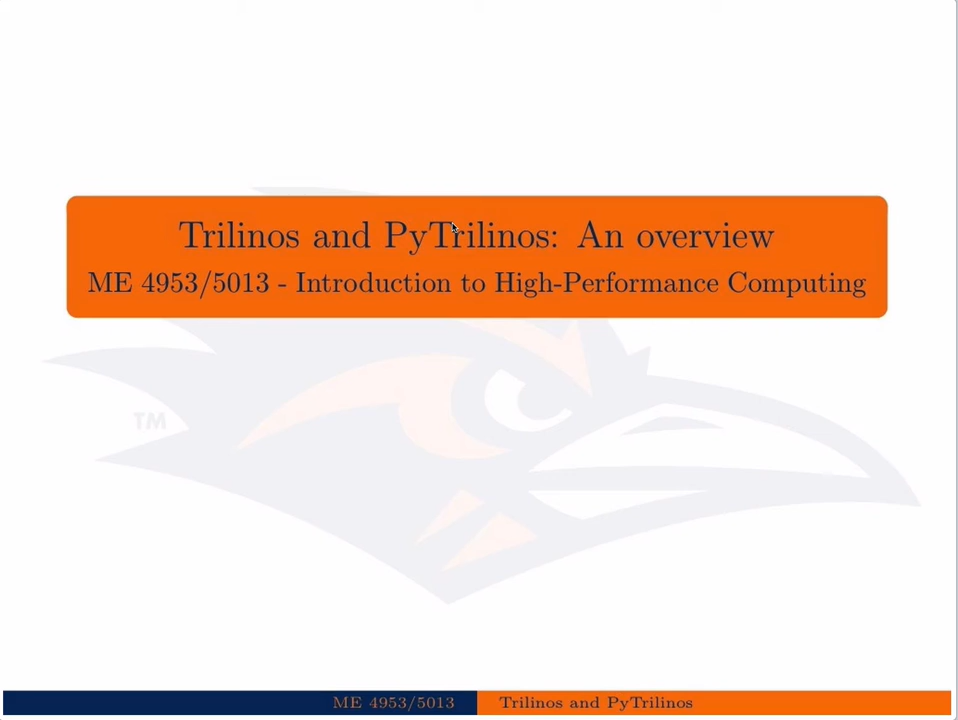 Trilinos and PyTrilinos: An overview
ME 4953/5013 - Introduction to High-Performance Computing
TM
ME 4953/5013
Trilinos and PyTrilinos